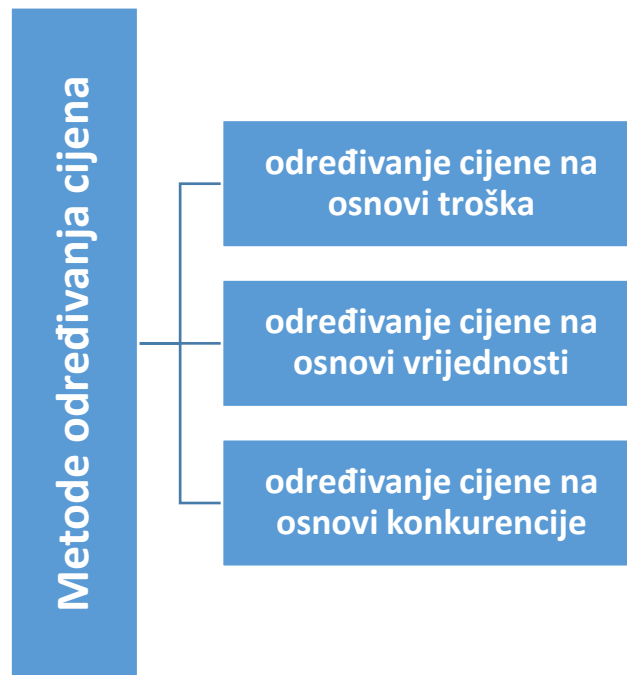 Metode određivanja cijena
određivanje cijene na
osnovi troška
određivanje cijene na
osnovi vrijednosti
određivanje cijene na
osnovi konkurencije